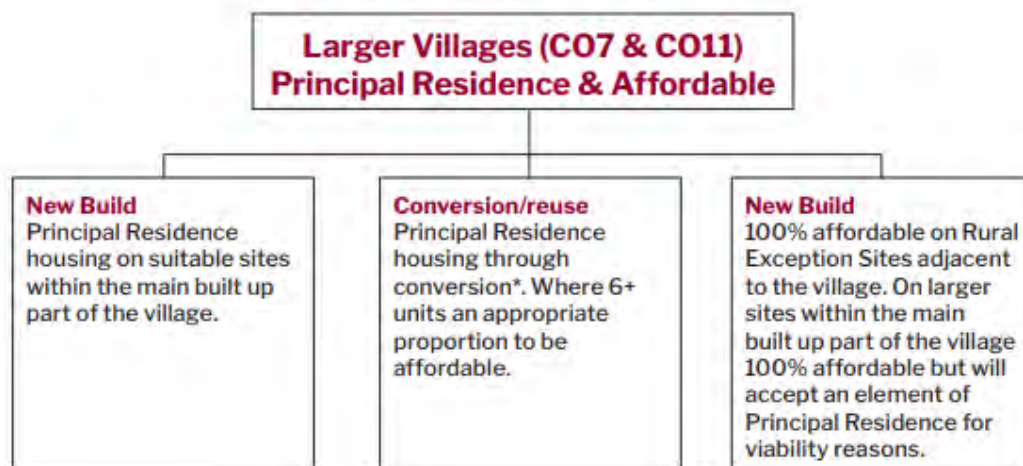 Larger Villages (CO7 & CO11)
Principal Residence & Affordable
New Build
Principal Residence
housing on suitable sites
within the main built up
part of the village.
Conversion/reuse
Principal Residence
housing through
conversion*. Where 6+
units an appropriate
proportion to be
affordable.
New Build
100% affordable on Rural
Exception Sites adjacent
to the village. On larger
sites within the main
built up part of the village
100% affordable but will
accept an element of
Principal Residence for
viability reasons.